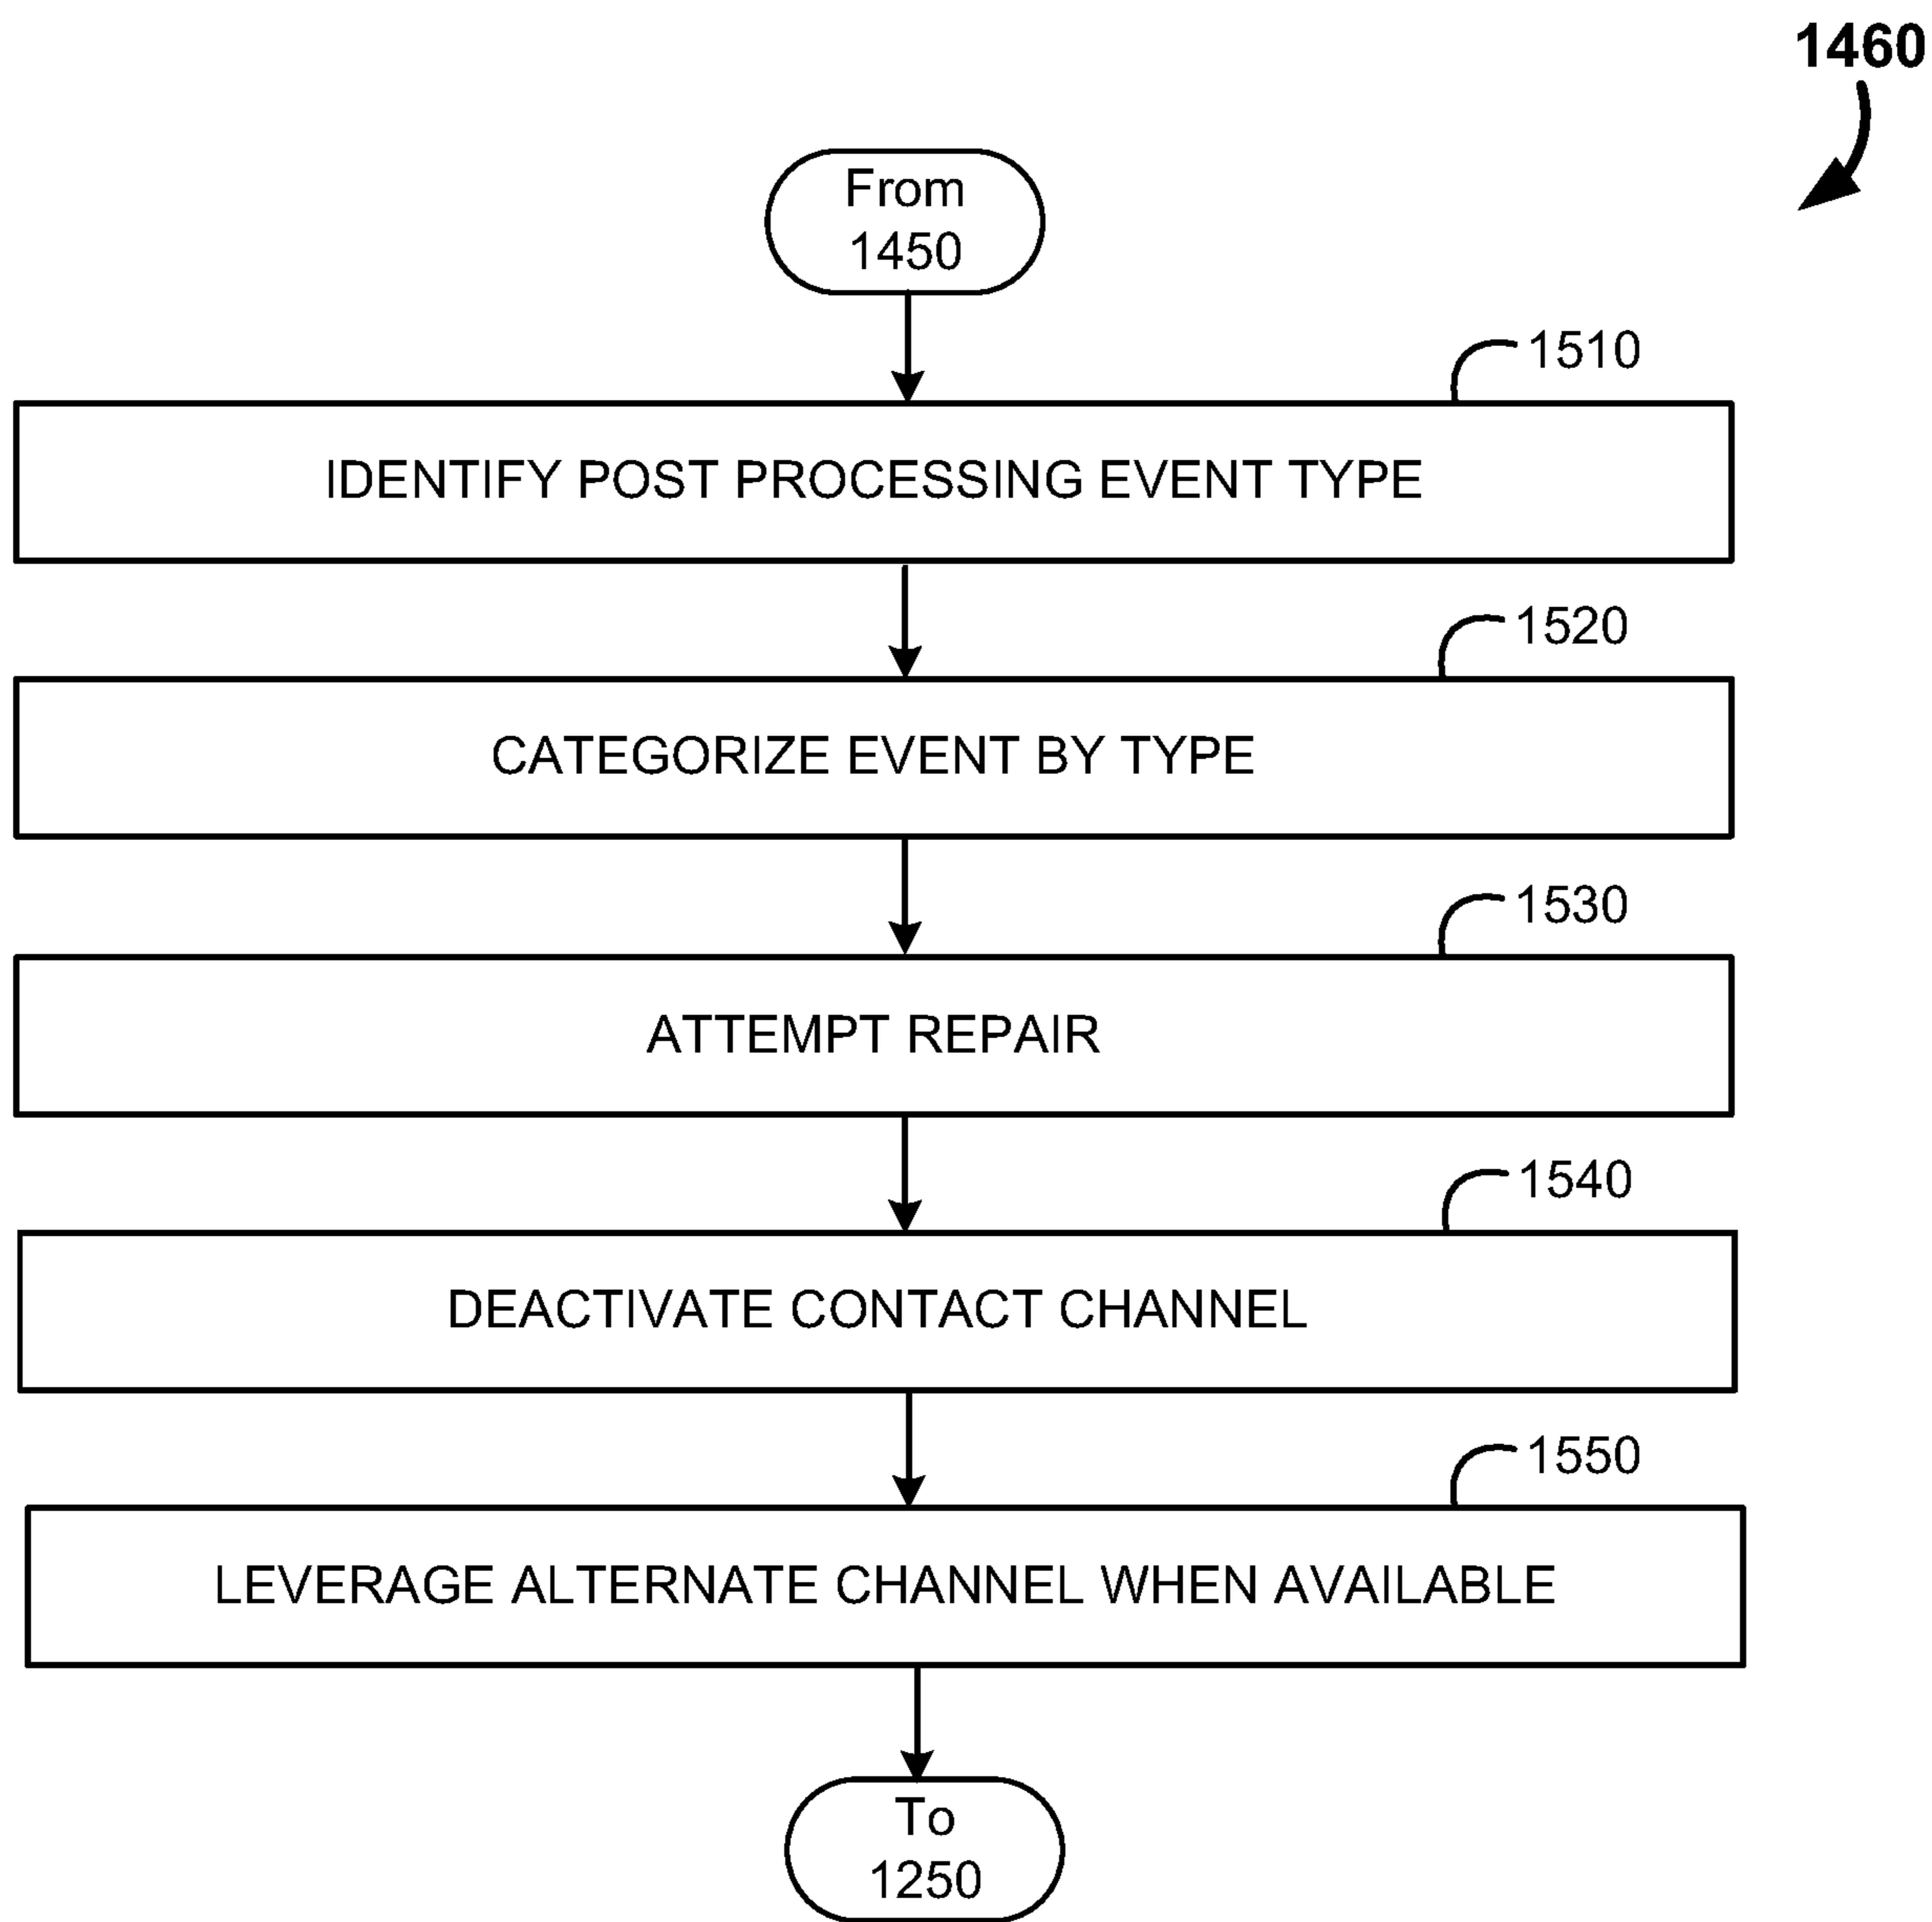 1460
From
1450
1510
IDENTIFY POST PROCESSING EVENT TYPE
1520
CATEGORIZE EVENT BY TYPE
1530
ATTEMPT REPAIR
1540
DEACTIVATE CONTACT CHANNEL
1550
LEVERAGE ALTERNATE CHANNEL WHEN AVAILABLE
To
1250